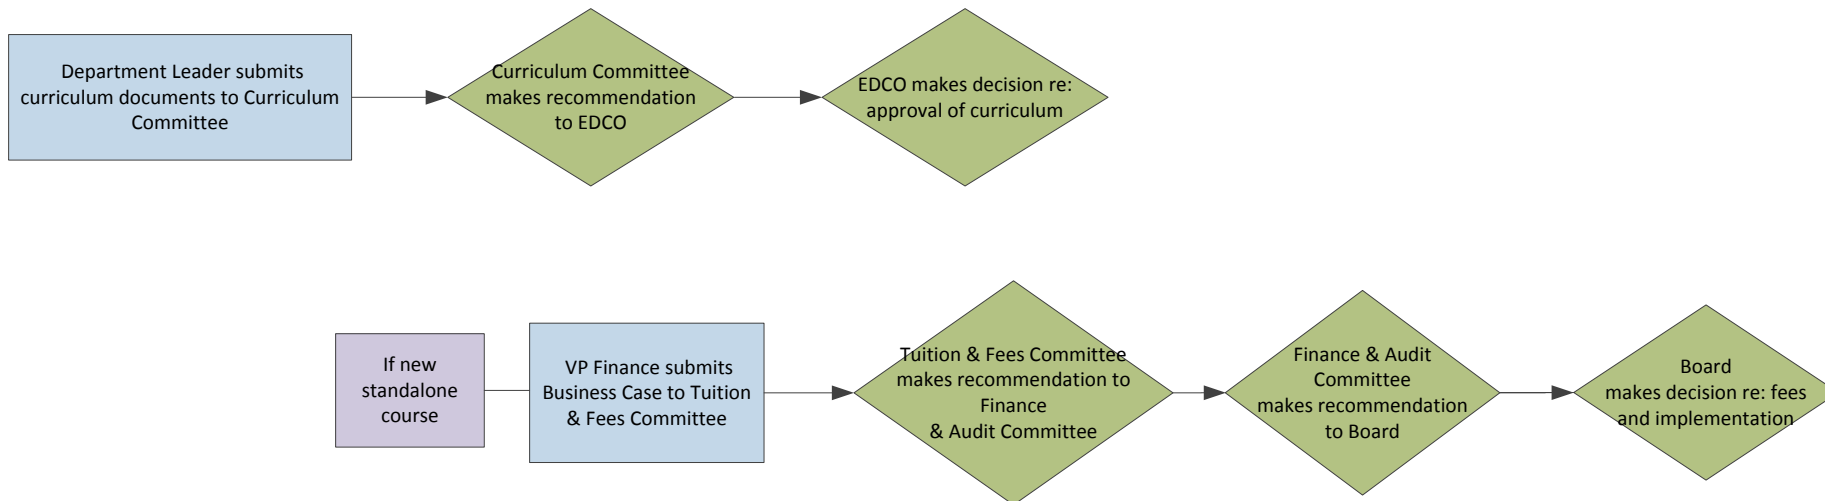 Department Leader submits
curriculum documents to Curriculum
Committee
Curriculum Committee
makes recommendation
to EDCO
EDCO makes decision re:
approval of curriculum
If new
standalone
course
VP Finance submits
Business Case to Tuition
& Fees Committee
Tuition & Fees Committee
makes recommendation to
Finance
& Audit Committee
Finance & Audit
Committee
makes recommendation
to Board
Board
makes decision re: fees
and implementation